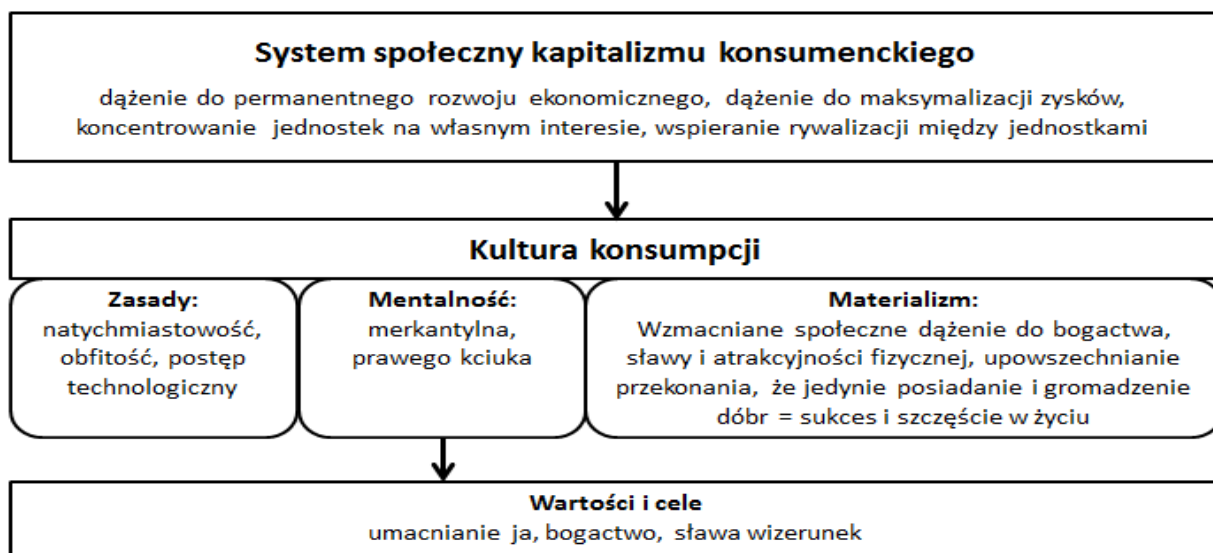 System społeczny kapitalizmu konsumenckiego
dążenie do permanentnego rozwoju ekonomicznego, dążenie do maksymalizacji zysków,
koncentrowanie jednostek na własnym interesie, wspieranie rywalizacji między jednostkami
Kultura konsumpcji
Zasady:
natychmiastowość,
obfitość, postęp
technologiczny
Mentalność:
merkantylna,
prawego kciuka
Materializm:
Wzmacniane społeczne dążenie do bogactwa,
sławy i atrakcyjności fizycznej, upowszechnianie
przekonania, że jedynie posiadanie i gromadzenie
dóbr = sukces i szczęście w życiu
Wartości i cele
umacnianie ja, bogactwo, sława wizerunek